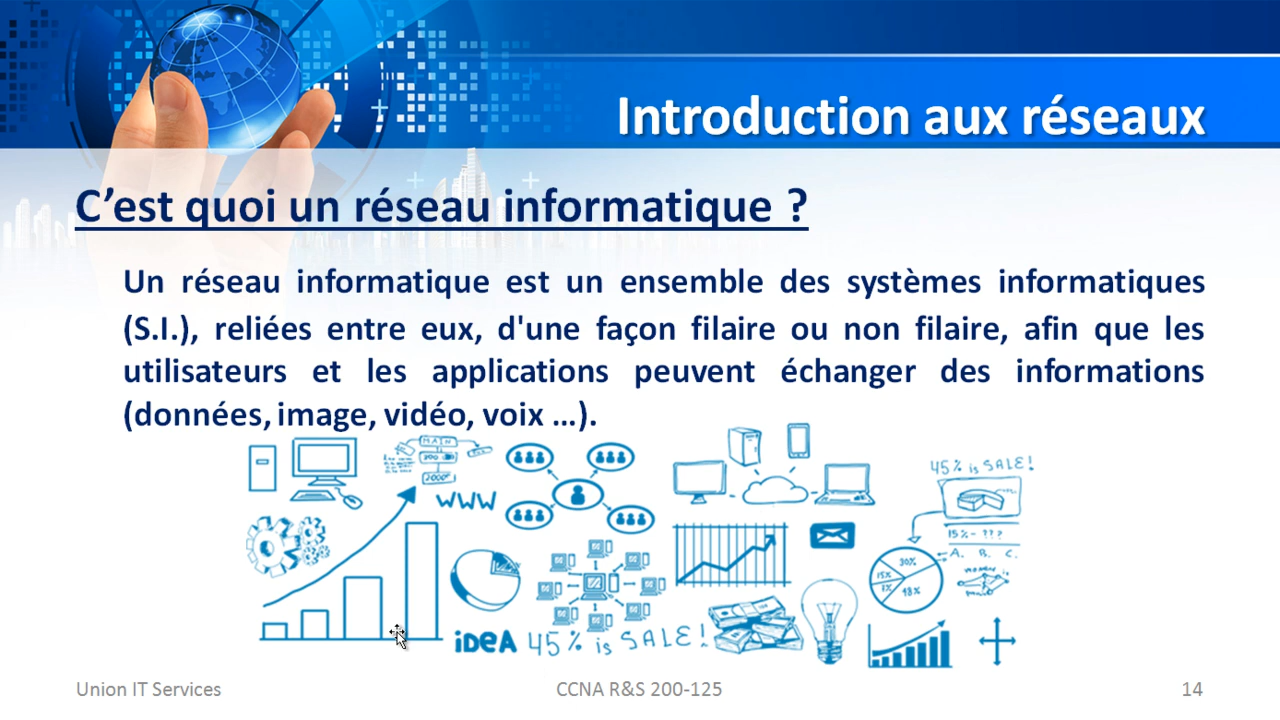 Introduction aux réseaux
C'est quoi un réseau informatique ?
Un réseau informatique est un ensemble des systèmes informatiques
(S.I.), reliées entre eux, d'une façon filaire ou non filaire, afin que les
utilisateurs et les applications peuvent échanger des informations
(données, image, vidéo, voix ...).
MAIN
WWW
45% is SALE!
15% - ???
A. B. C.
30%
15%
48%
iDeA 45% is SALE!
Union IT Services
CCNA R&S 200-125
14